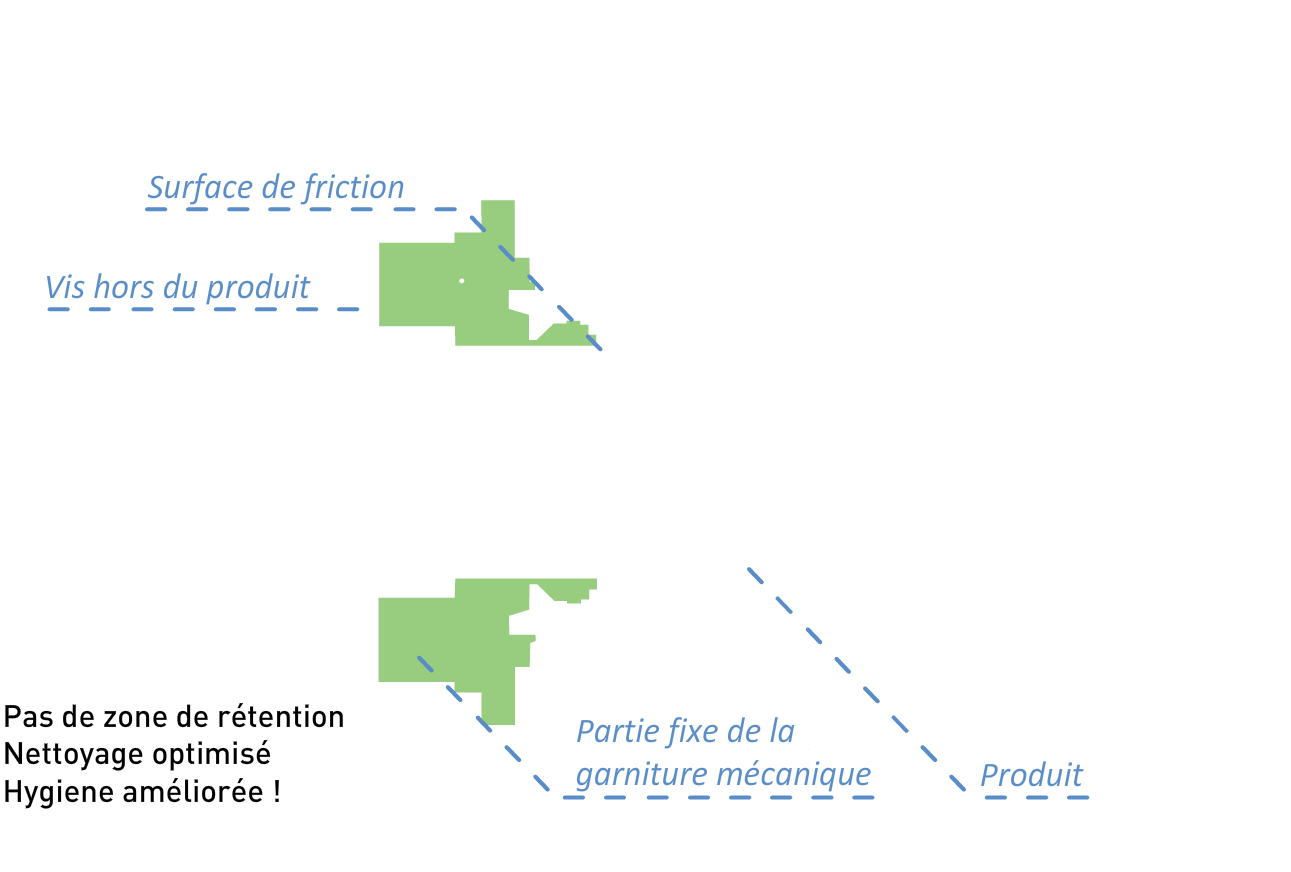 Surface de friction
Vis hors du produit
Pas de zone de rétention
Nettoyage optimisé
Hygiene améliorée !
Partie fixe de la
garniture mécanique
Produit